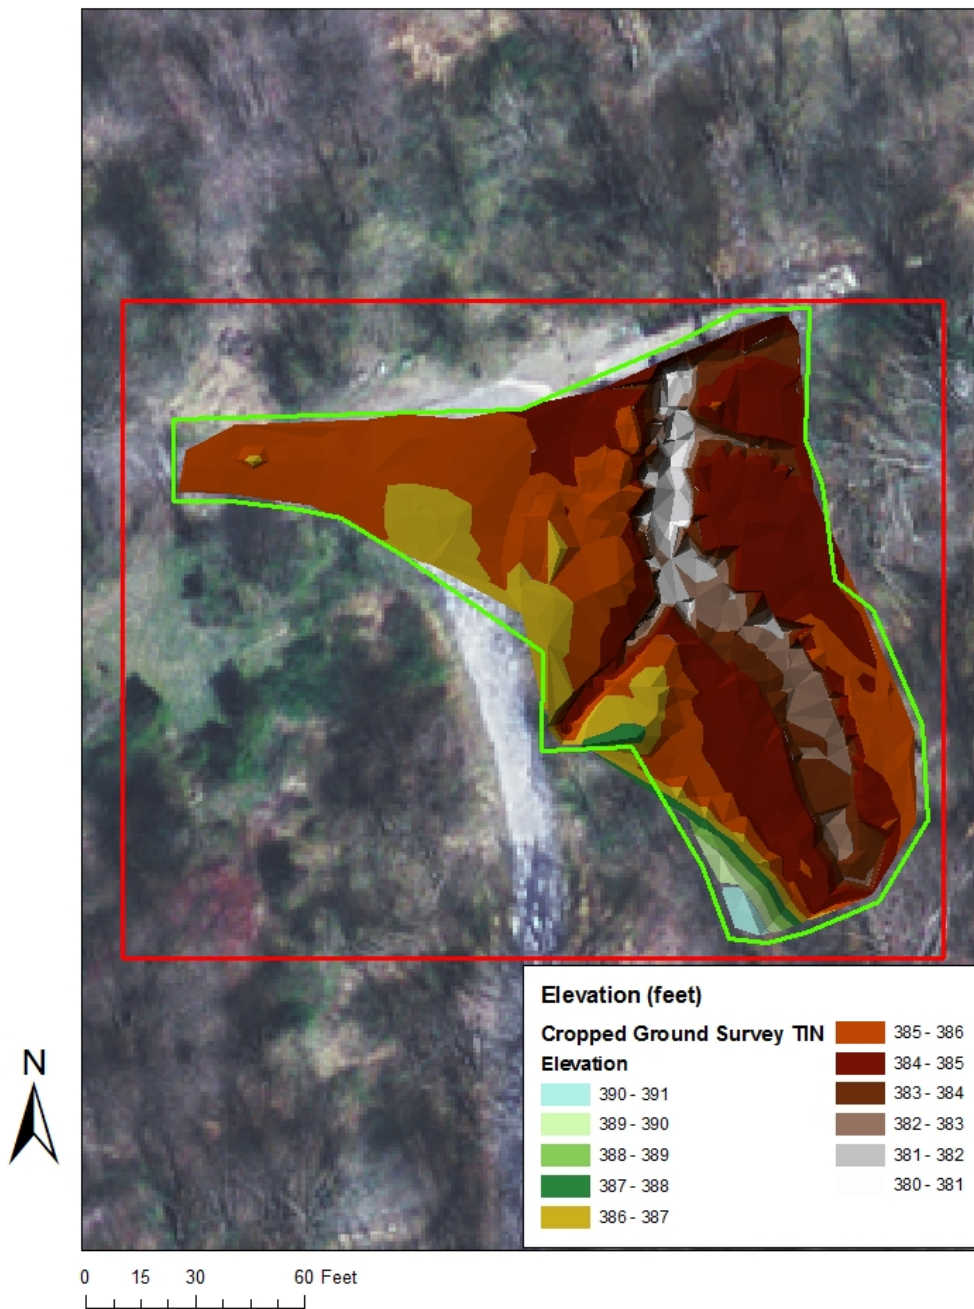 Elevation (feet)
Cropped Ground Survey TIN
Elevation
390 - 391
389 - 390
388 - 389
387 - 388
386 - 387
385 - 386
384 - 385
383 - 384
382 - 383
381 - 382
380 - 381
N
0 15 30 60 Feet